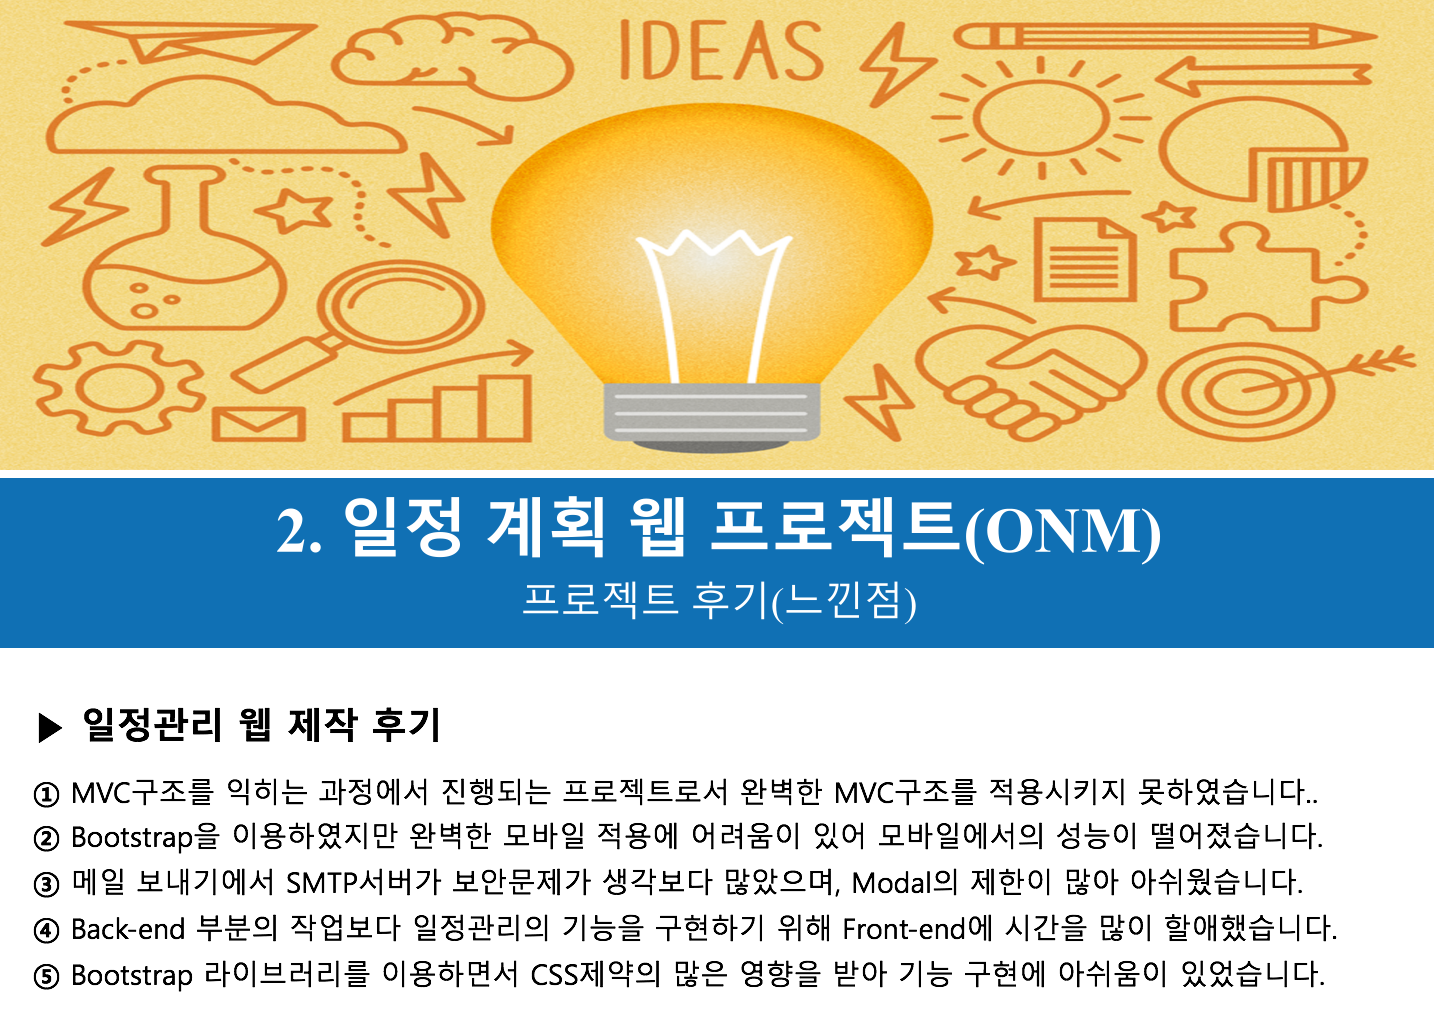 IDEAS
2. 일정 계획 웹 프로젝트(ONM)
프로젝트 후기(느낀점)
▶ 일정관리 웹 제작 후기
① MVC구조를 익히는 과정에서 진행되는 프로젝트로서 완벽한 MVC구조를 적용시키지 못하였습니다..
② Bootstrap을 이용하였지만 완벽한 모바일 적용에 어려움이 있어 모바일에서의 성능이 떨어졌습니다.
③ 메일 보내기에서 SMTP서버가 보안문제가 생각보다 많았으며, Modal의 제한이 많아 아쉬웠습니다.
④ Back-end 부분의 작업보다 일정관리의 기능을 구현하기 위해 Front-end에 시간을 많이 할애했습니다.
⑤ Bootstrap 라이브러리를 이용하면서 CSS제약의 많은 영향을 받아 기능 구현에 아쉬움이 있었습니다.